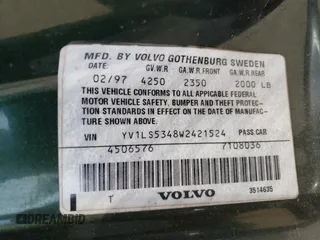 MFD. BY VOLVO GOTHENBURG SWEDEN
DATE: GV.W.R GA.W.R.FRONT GA.W.R.REAR
02/97 4250 2350 2000 LB
THIS VEHICLE CONFORMS TO ALL APPLICABLE FEDERAL
MOTOR VEHICLE SAFETY, BUMPER AND THEFT PROTEC-
TION STANDARDS IN EFFECT ON THE DATE OF MANUFAC-
TURE SHOWN ABOVE.
VIN YV1LS5348W2421524 PASS.CAR
4506576 7108036
T VOLVO 3514635
DREAMBID